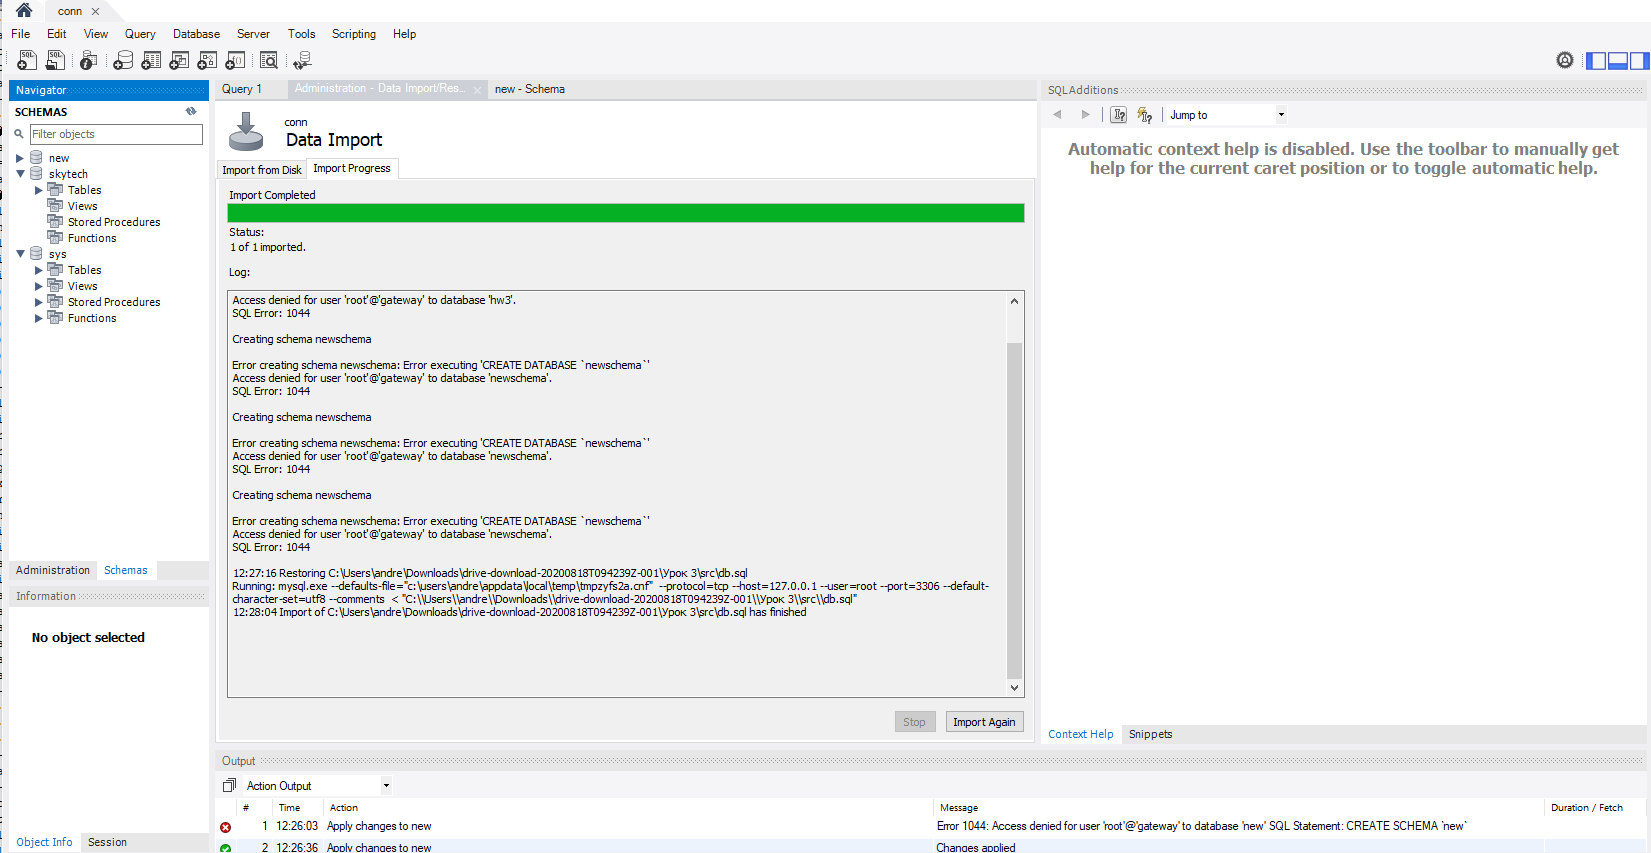 conn
File Edit View Query Database Server Tools Scripting Help
Navigator
SCHEMAS
Filter objects
new
skytech
Tables
Views
Stored Procedures
Functions
sys
Tables
Views
Stored Procedures
Functions
Administration Schemas
Information
No object selected
Object Info Session
Query 1 Administration - Data Import/Res... new - Schema
conn
Data Import
Import from Disk Import Progress
Import Completed
Status:
1 of 1 imported.
Log:
Access denied for user 'root'@'gateway' to database 'hw3'.
SQL Error: 1044
Creating schema newschema
Error creating schema newschema: Error executing 'CREATE DATABASE `newschema`'
Access denied for user 'root'@'gateway' to database 'newschema'.
SQL Error: 1044
Creating schema newschema
Error creating schema newschema: Error executing 'CREATE DATABASE `newschema`'
Access denied for user 'root'@'gateway' to database 'newschema'.
SQL Error: 1044
Creating schema newschema
Error creating schema newschema: Error executing 'CREATE DATABASE `newschema`'
Access denied for user 'root'@'gateway' to database 'newschema'.
SQL Error: 1044
12:27:16 Restoring C:\Users\andre\Downloads\drive-download-20200818T094239Z-001\Урок 3\src\db.sql
Running: mysql.exe --defaults-file="c:\users\andre\appdata\local\temp\tmpzyfs2a.cnf" --protocol=tcp --host=127.0.0.1 --user=root --port=3306 --default-
character-set=utf8 --comments < "C:\\Users\\andre\\Downloads\\drive-download-20200818T094239Z-001\\Урок 3\\src\\db.sql"
12:28:04 Import of C:\Users\andre\Downloads\drive-download-20200818T094239Z-001\Урок 3\src\db.sql has finished
Stop Import Again
SQLAdditions
Jump to
Automatic context help is disabled. Use the toolbar to manually get
help for the current caret position or to toggle automatic help.
Context Help Snippets
Output
Action Output
# Time Action Message Duration / Fetch
1 12:26:03 Apply changes to new Error 1044: Access denied for user 'root'@'gateway' to database 'new' SQL Statement: CREATE SCHEMA `new`
2 12:26:36 Apply changes to new Changes applied